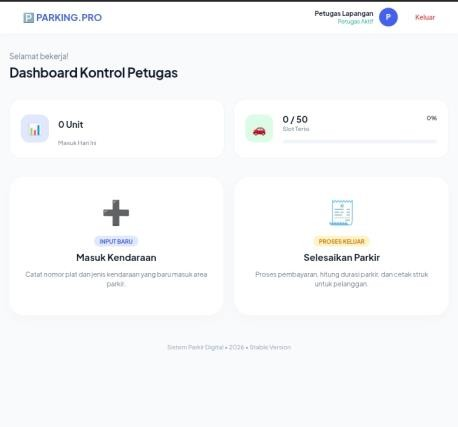 P PARKING.PRO
Petugas Lapangan
Petugas Aktif
P
Keluar
Selamat bekerja!
Dashboard Kontrol Petugas
0 Unit
Masuk Hari Ini
0 / 50
Slot Terisi
0%
INPUT BARU
Masuk Kendaraan
Catat nomor plat dan jenis kendaraan yang baru masuk area
parkir.
PROSES KELUAR
Selesaikan Parkir
Proses pembayaran, hitung durasi parkir, dan cetak struk
untuk pelanggan.
Sistem Parkir Digital • 2026 • Stable Version